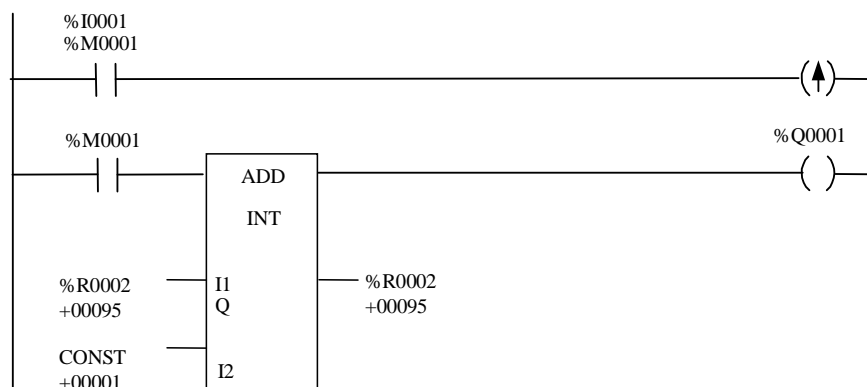 %I0001
%M0001
%M0001
%Q0001
ADD
INT
%R0002
I1
%R0002
+00095
Q
+00095
CONST
+00001
I2